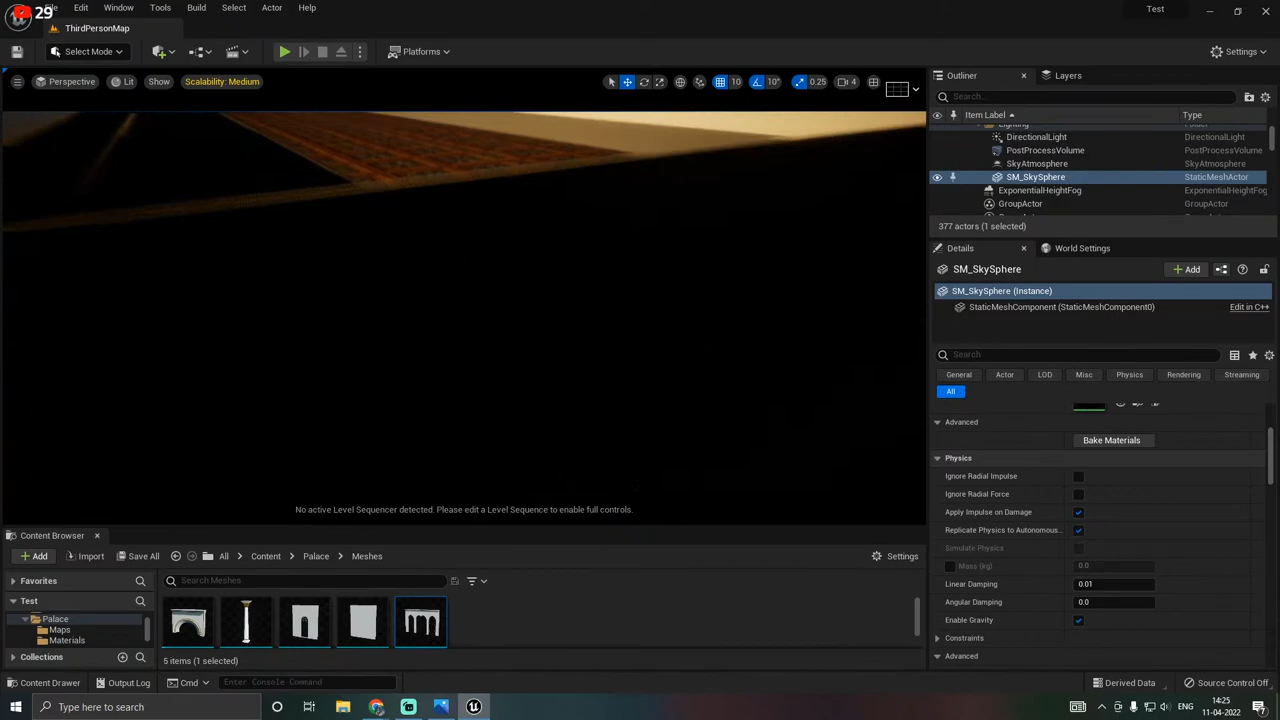 29
File Edit Window Tools Build Select Actor Help
Test
ThirdPersonMap
Select Mode
Platforms
Settings
Perspective Lit Show Scalability: Medium
10 10° 0.25 4
Outliner Layers
Search...
Item Label Type
Lighting Folder
DirectionalLight DirectionalLight
PostProcessVolume PostProcessVolume
SkyAtmosphere SkyAtmosphere
SM_SkySphere StaticMeshActor
ExponentialHeightFog ExponentialHeightFog
GroupActor GroupActor
377 actors (1 selected)
Details World Settings
SM_SkySphere
Add
SM_SkySphere (Instance)
StaticMeshComponent (StaticMeshComponent0) Edit in C++
Search
General Actor LOD Misc Physics Rendering Streaming
All
Advanced
Bake Materials
Physics
Ignore Radial Impulse
Ignore Radial Force
Apply Impulse on Damage
Replicate Physics to Autonomous...
Simulate Physics
Mass (kg) 0.0
Linear Damping 0.01
Angular Damping 0.0
Enable Gravity
Constraints
Advanced
No active Level Sequencer detected. Please edit a Level Sequence to enable full controls.
Content Browser
Add Import Save All All Content Palace Meshes Settings
Favorites
Search Meshes
Test
Palace
Maps
Materials
Collections
5 items (1 selected)
Content Drawer Output Log Cmd Enter Console Command Derived Data Source Control Off
Type here to search
ENG
14:25
11-04-2022